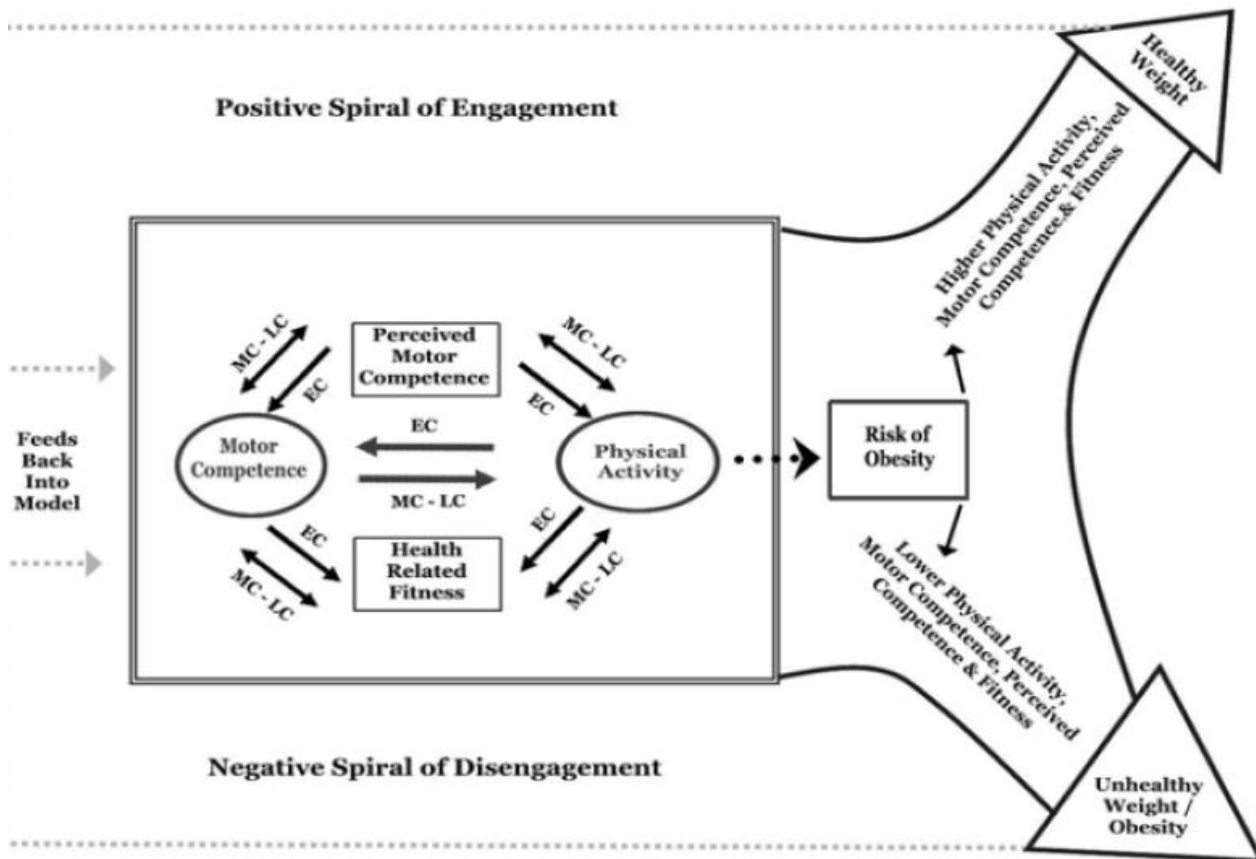 Healthy
Weight
Positive Spiral of Engagement
Higher Physical Activity,
Motor Competence, Perceived
Competence,& Fitness
MC - LC
EC
Perceived
Motor
Competence
MC - LC
EC
Feeds
Back
Into
Model
Motor
Competence
EC
MC - LC
Physical
Activity
Risk of
Obesity
EC
MC - LC
Health
Related
Fitness
EC
MC - LC
Lower Physical Activity,
Motor Competence, Perceived
Competence & Fitness
Negative Spiral of Disengagement
Unhealthy
Weight /
Obesity